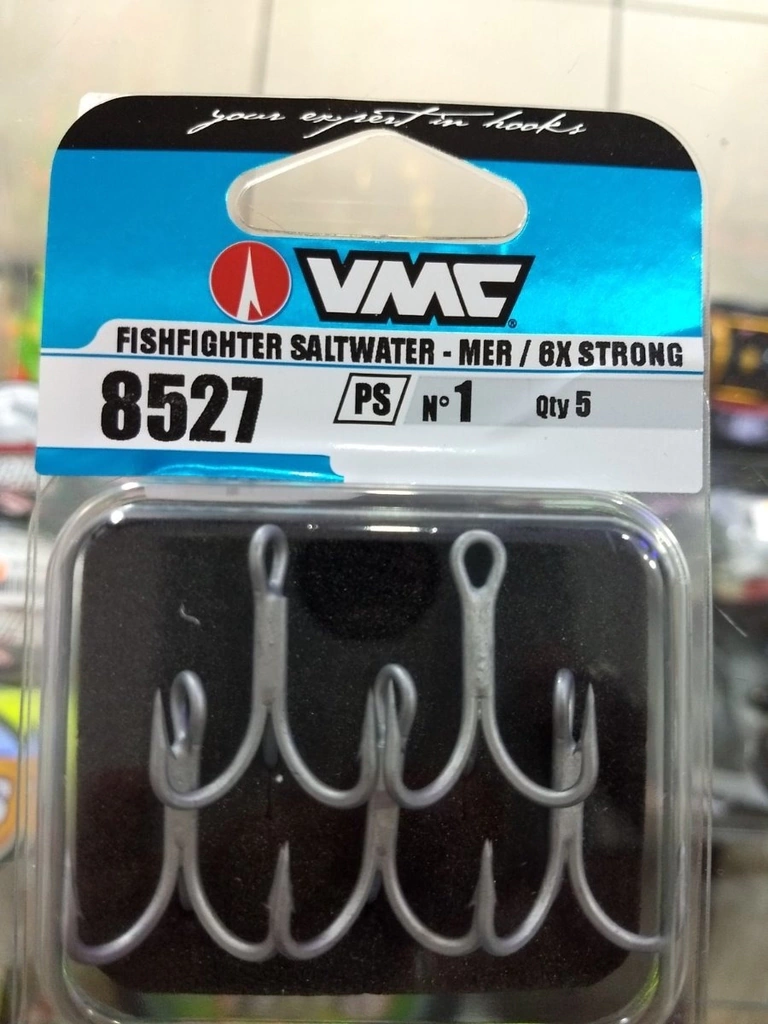 your expert in hooks
VMC®
FISHFIGHTER SALTWATER - MER / 6X STRONG
8527 PS N° 1 Qty 5